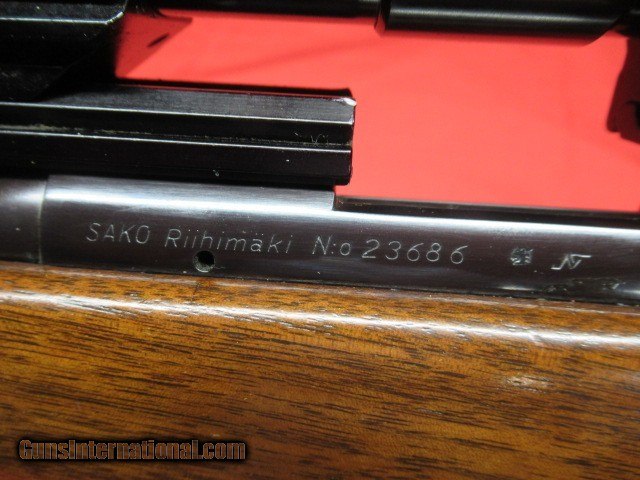 SAKO Riihimäki N:o 23686
GunsInternational.com